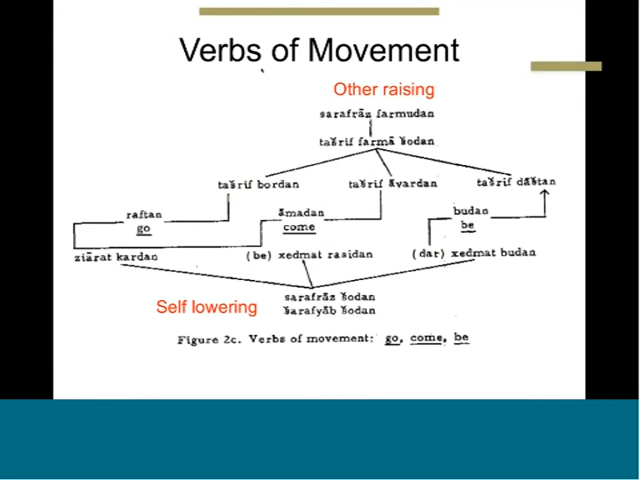 Verbs of Movement
Other raising
sarafrāz farmudan
tašrif farmā šodan
tašrif bordan tašrif āvardan tašrif dāštan
raftan āmadan budan
go come be
ziārat kardan (be) xedmat rasidan (dar) xedmat budan
Self lowering
sarafrāz šodan
šarafyāb šodan
Figure 2c. Verbs of movement: go, come, be